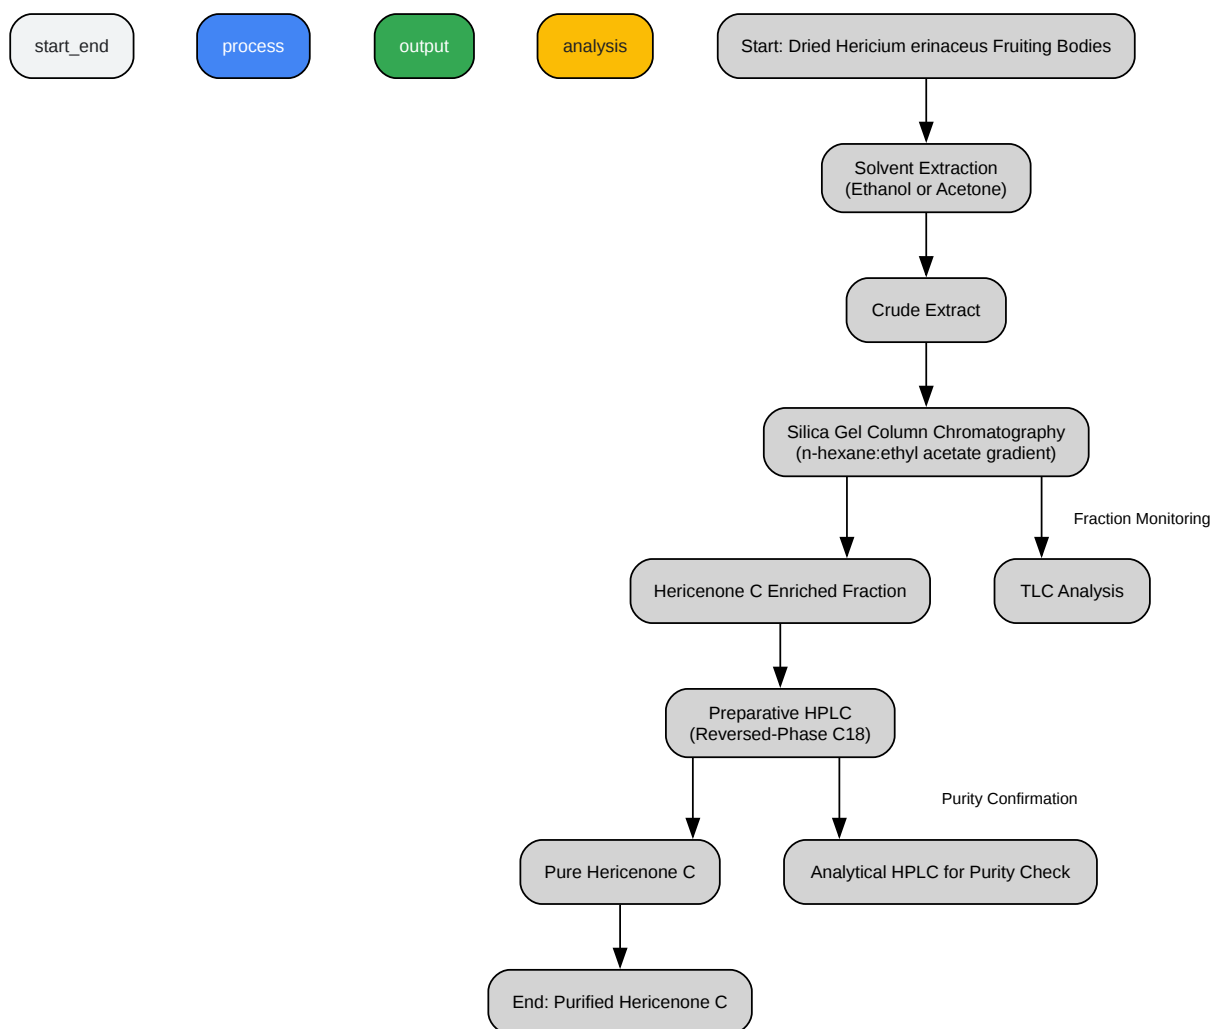 start_end
process
output
analysis
Start: Dried Hericium erinaceus Fruiting Bodies
Solvent Extraction
(Ethanol or Acetone)
Crude Extract
Silica Gel Column Chromatography
(n-hexane:ethyl acetate gradient)
Fraction Monitoring
Hericenone C Enriched Fraction
TLC Analysis
Preparative HPLC
(Reversed-Phase C18)
Purity Confirmation
Pure Hericenone C
Analytical HPLC for Purity Check
End: Purified Hericenone C